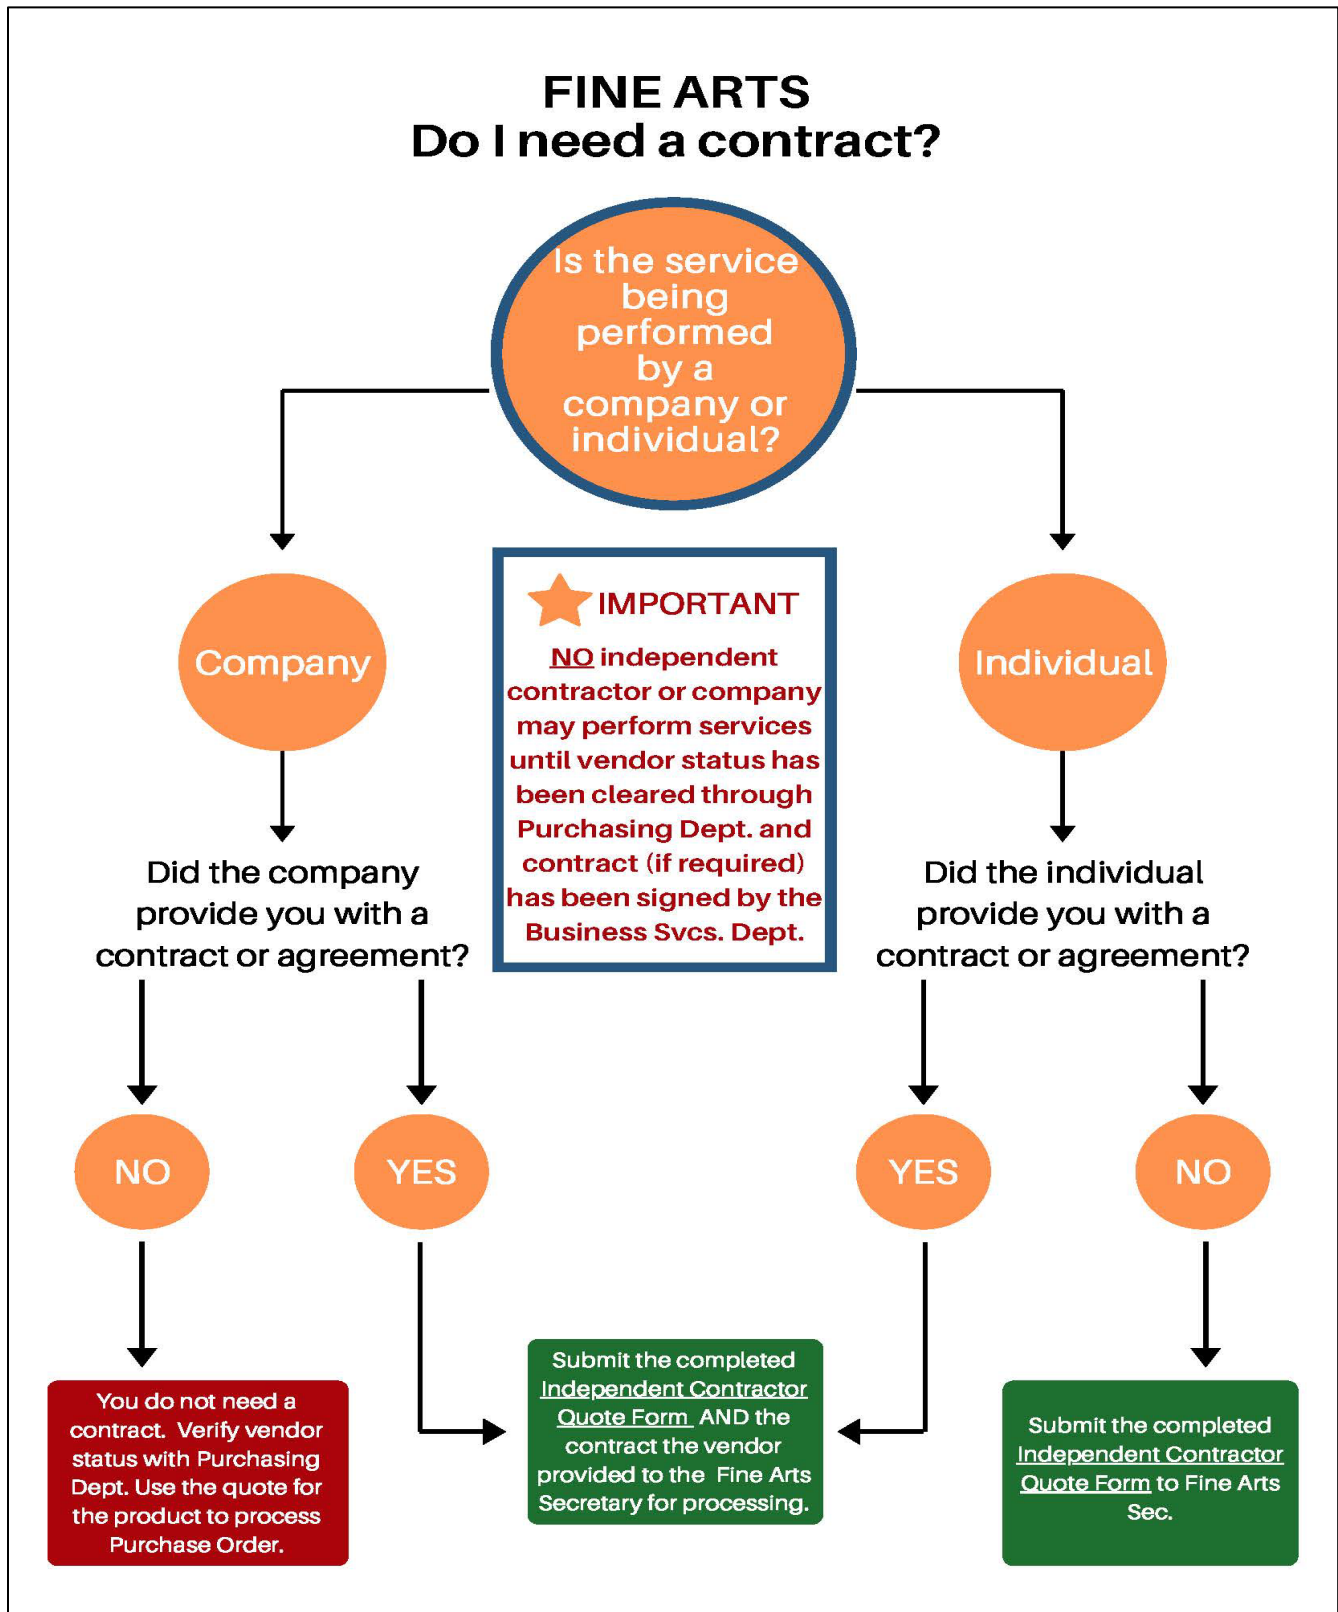 FINE ARTS
Do I need a contract?
Is the service
being
performed
by a
company or
individual?
Company
IMPORTANT
NO independent
contractor or company
may perform services
until vendor status has
been cleared through
Purchasing Dept. and
contract (if required)
has been signed by the
Business Svcs. Dept.
Individual
Did the company
provide you with a
contract or agreement?
Did the individual
provide you with a
contract or agreement?
NO
YES
YES
NO
You do not need a
contract.  Verify vendor
status with Purchasing
Dept. Use the quote for
the product to process
Purchase Order.
Submit the completed
Independent Contractor
Quote Form  AND the
contract the vendor
provided to the  Fine Arts
Secretary for processing.
Submit the completed
Independent Contractor
Quote Form to Fine Arts
Sec.